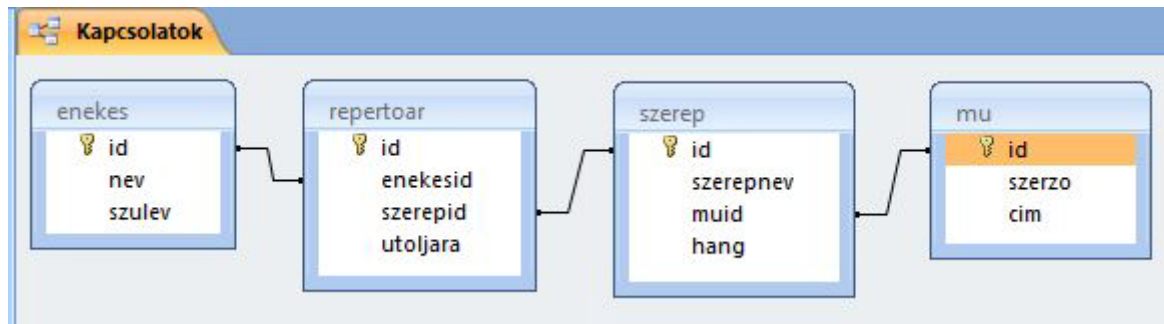 Kapcsolatok
enekes
id
nev
szulev
repertoar
id
enekesid
szerepid
utoljara
szerep
id
szerepnev
muid
hang
mu
id
szerzo
cim